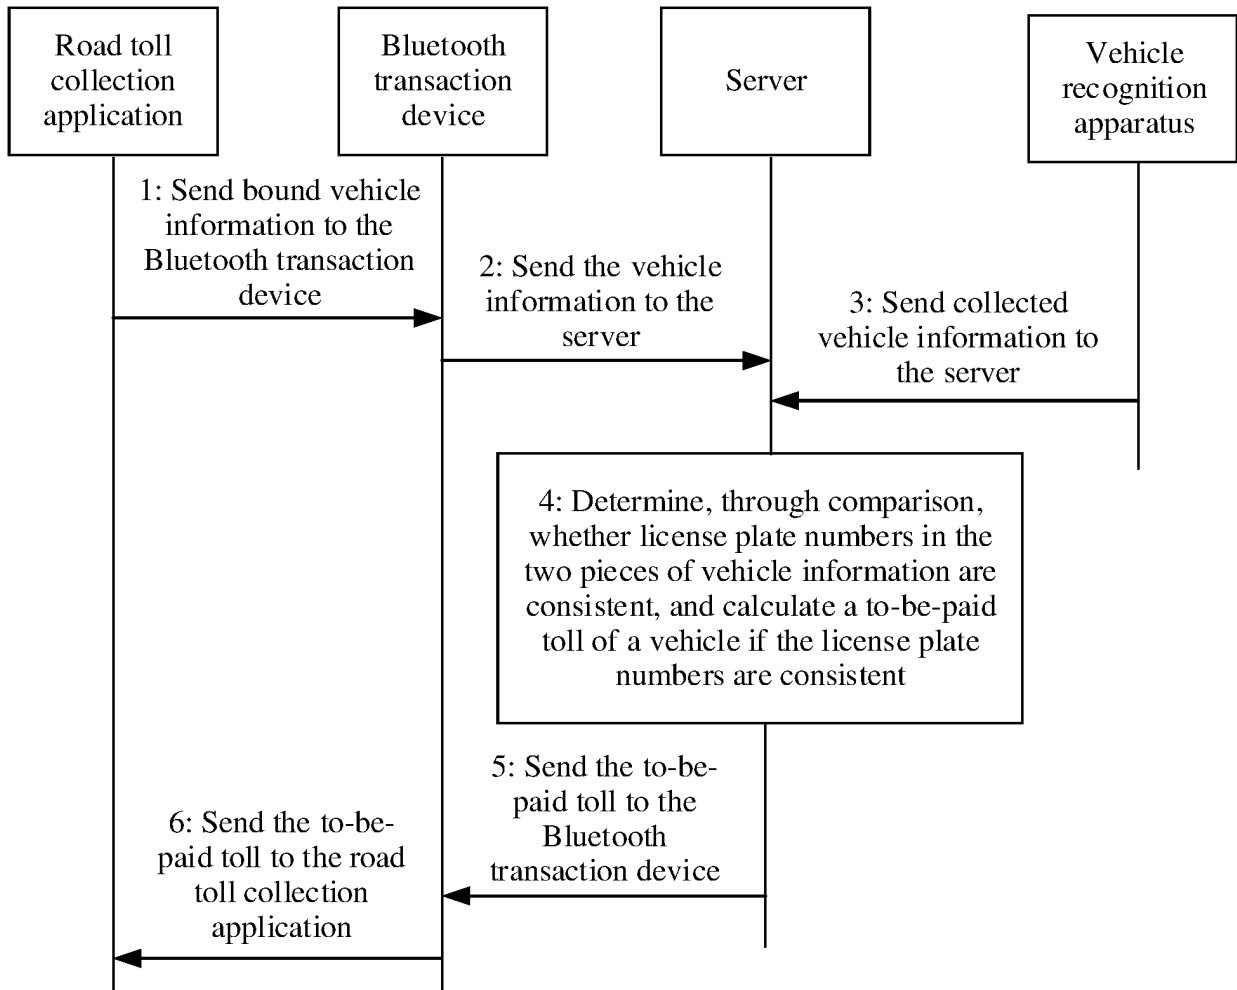 Road toll
collection
application
Bluetooth
transaction
device
Server
Vehicle
recognition
apparatus
1: Send bound vehicle
information to the
Bluetooth transaction
device
2: Send the vehicle
information to the
server
3: Send collected
vehicle information to
the server
4: Determine, through comparison,
whether license plate numbers in the
two pieces of vehicle information are
consistent, and calculate a to-be-paid
toll of a vehicle if the license plate
numbers are consistent
5: Send the to-be-
paid toll to the
Bluetooth
transaction device
6: Send the to-be-
paid toll to the road
toll collection
application